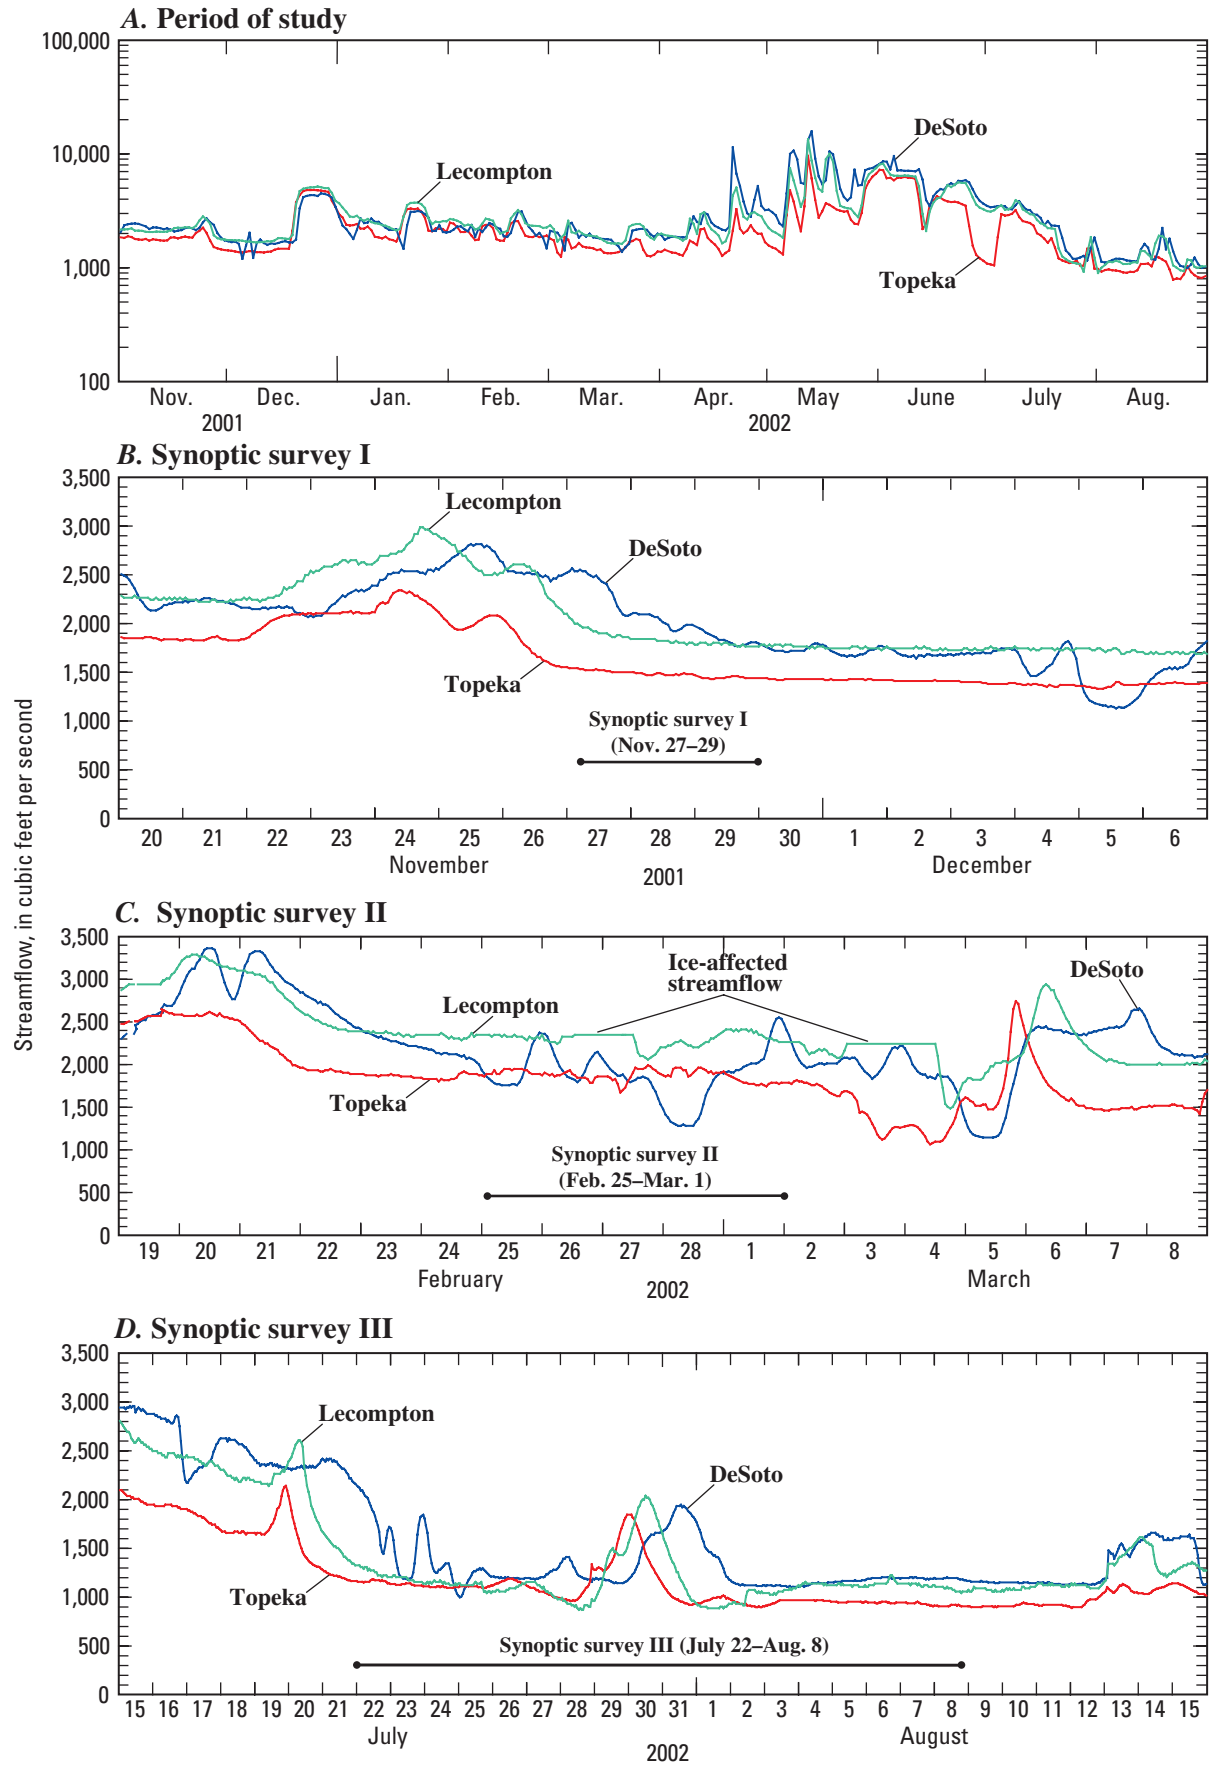 A. Period of study
100,000
10,000
1,000
100
DeSoto
Lecompton
Topeka
Nov. Dec. Jan. Feb. Mar. Apr. May June July Aug.
2001 2002
B. Synoptic survey I
3,500
3,000
2,500
2,000
1,500
1,000
500
0
Lecompton
DeSoto
Topeka
Synoptic survey I
(Nov. 27–29)
20 21 22 23 24 25 26 27 28 29 30 1 2 3 4 5 6
November December
2001
Streamflow, in cubic feet per second
C. Synoptic survey II
3,500
3,000
2,500
2,000
1,500
1,000
500
0
Ice-affected
streamflow
DeSoto
Lecompton
Topeka
Synoptic survey II
(Feb. 25–Mar. 1)
19 20 21 22 23 24 25 26 27 28 1 2 3 4 5 6 7 8
February March
2002
D. Synoptic survey III
3,500
3,000
2,500
2,000
1,500
1,000
500
0
Lecompton
DeSoto
Topeka
Synoptic survey III (July 22–Aug. 8)
15 16 17 18 19 20 21 22 23 24 25 26 27 28 29 30 31 1 2 3 4 5 6 7 8 9 10 11 12 13 14 15
July August
2002